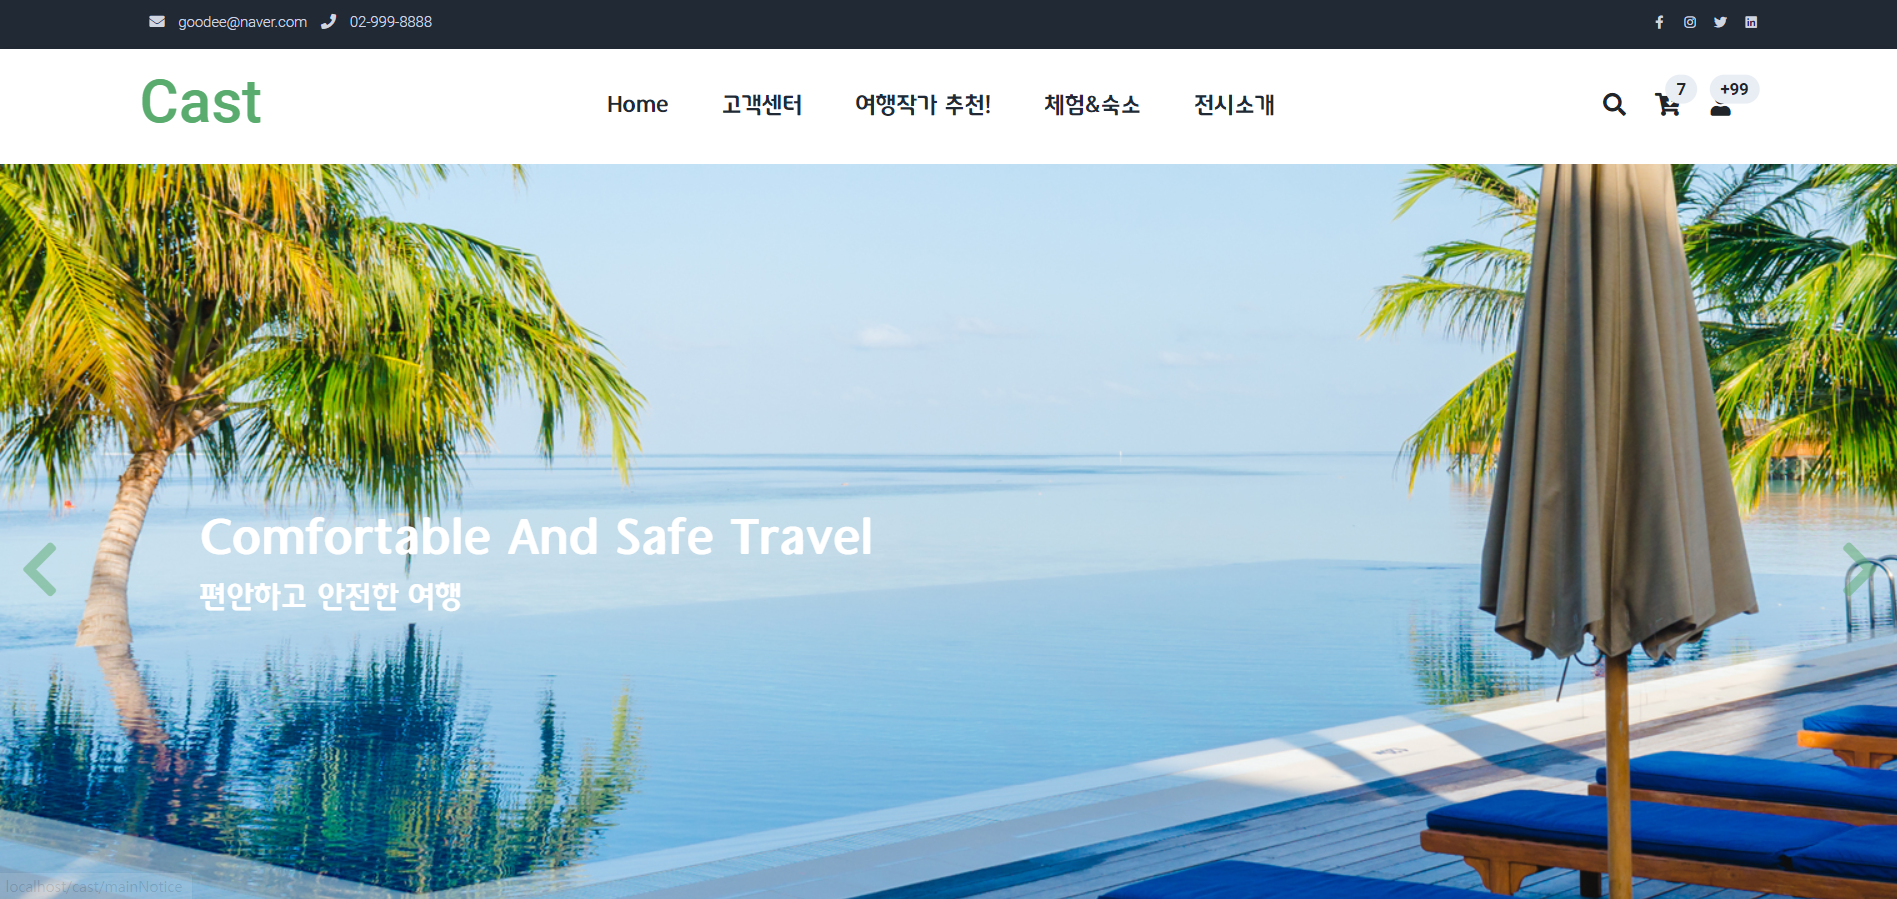 goodee@naver.com 02-999-8888
Cast
Home 고객센터 여행작가 추천! 체험&숙소 전시소개
7 +99
Comfortable And Safe Travel
편안하고 안전한 여행
localhost/cast/mainNotice